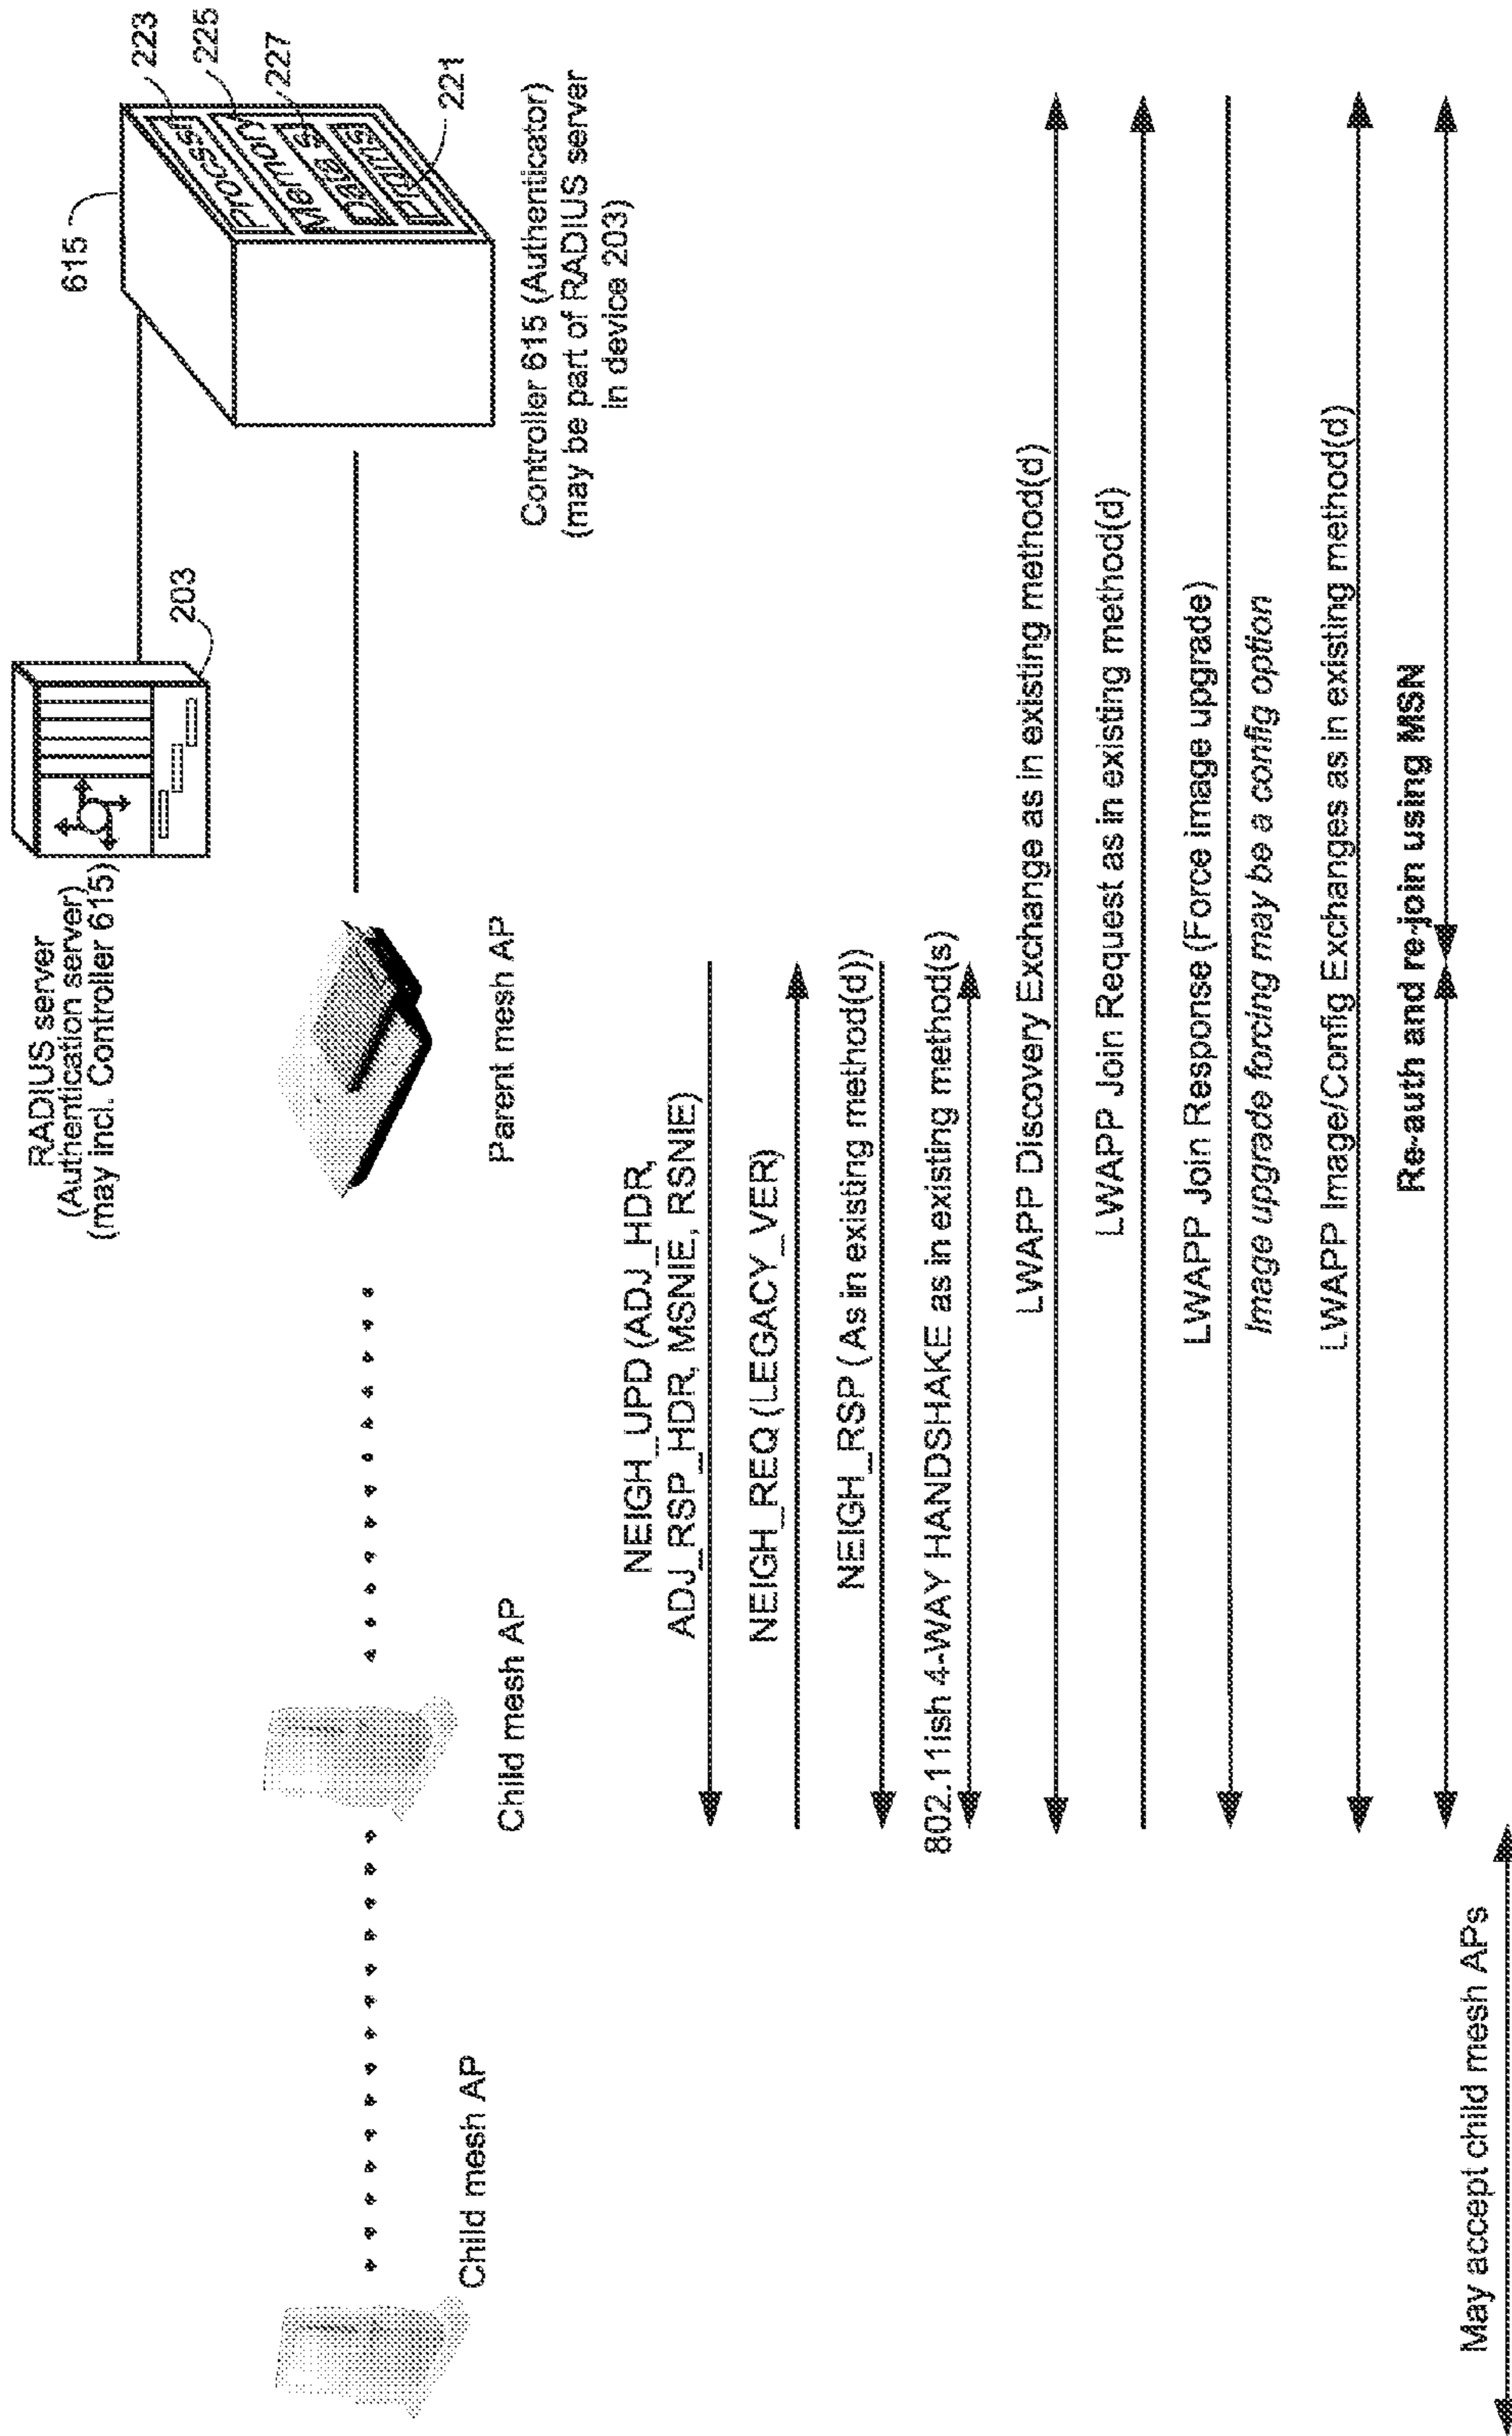 RADIUS server
(Authentication server)
(may incl. Controller 615)
203
615
223
225
227
221
Memory
Data s
Controller 615 (Authenticator)
(may be part of RADIUS server
in device 203)
Child mesh AP
Child mesh AP
Parent mesh AP
NEIGH_UPD (ADJ_HDR,
ADJ_RSP_HDR, MSNIE, RSNIE)
NEIGH_REQ (LEGACY_VER)
NEIGH_RSP (As in existing method(d))
802.11ish 4-WAY HANDSHAKE as in existing method(s)
LWAPP Discovery Exchange as in existing method(d)
LWAPP Join Request as in existing method(d)
LWAPP Join Response (Force image upgrade)
Image upgrade forcing may be a config option
LWAPP Image/Config Exchanges as in existing method(d)
Re-auth and re-join using MSN
May accept child mesh APs